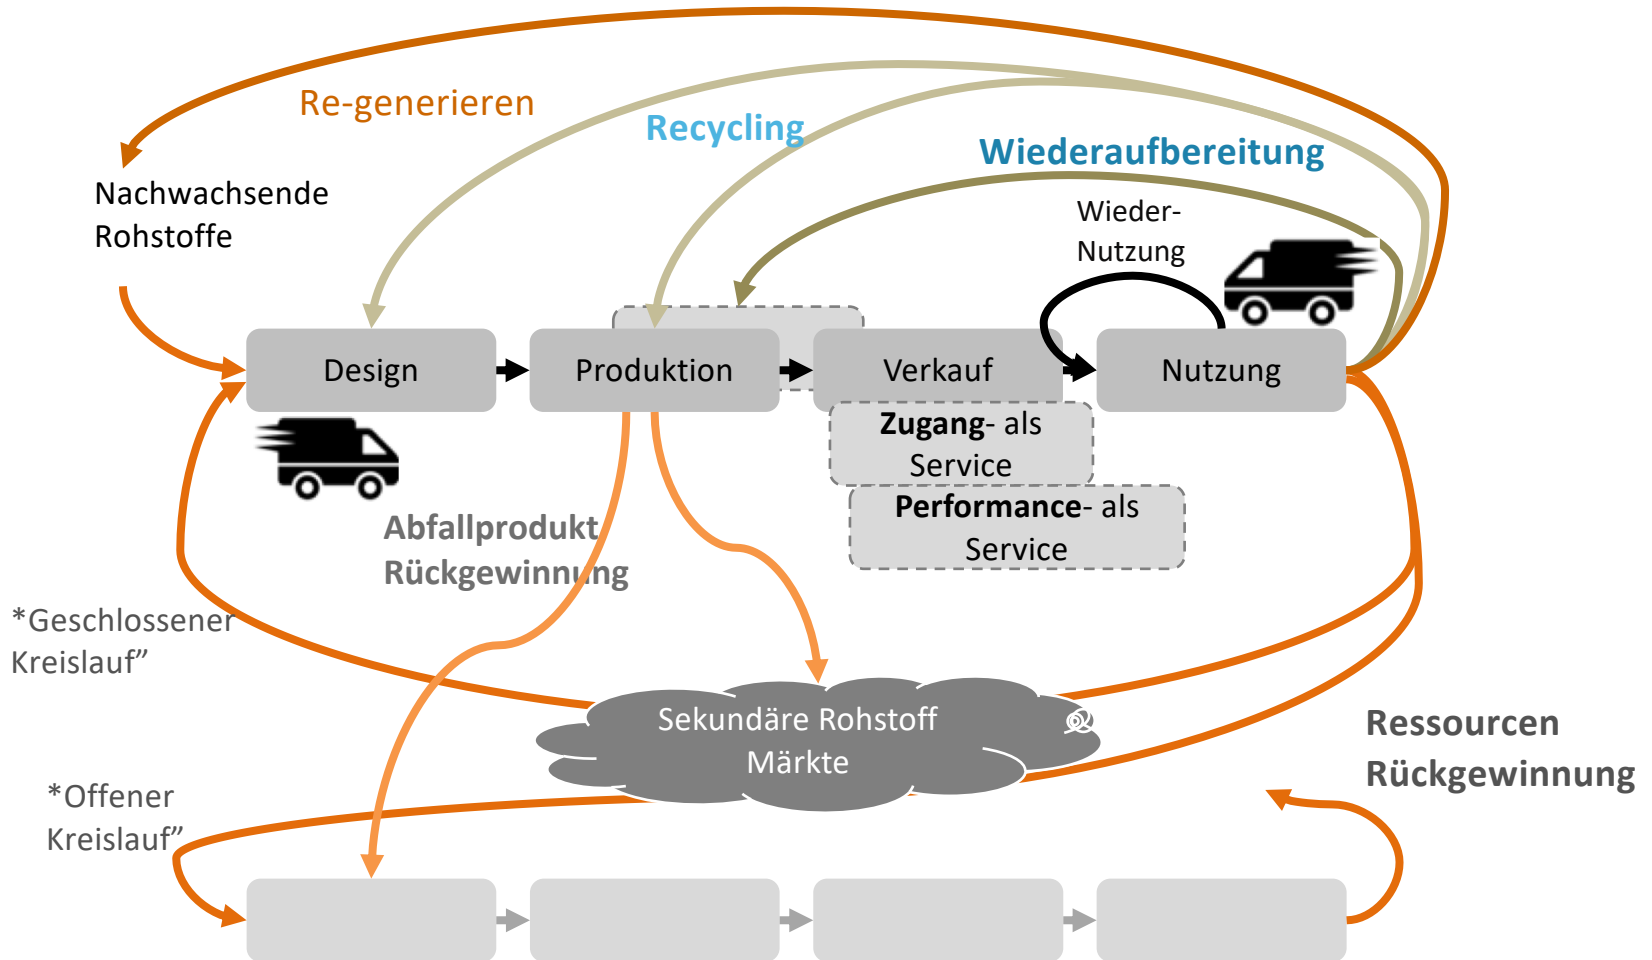 Re-generieren
Recycling
Wiederaufbereitung
Nachwachsende
Rohstoffe
Wieder-
Nutzung
Design
Produktion
Verkauf
Nutzung
Zugang- als
Service
Performance- als
Service
Abfallprodukt
Rückgewinnung
*Geschlossener
Kreislauf”
Sekundäre Rohstoff
Märkte
Ressourcen
Rückgewinnung
*Offener
Kreislauf”